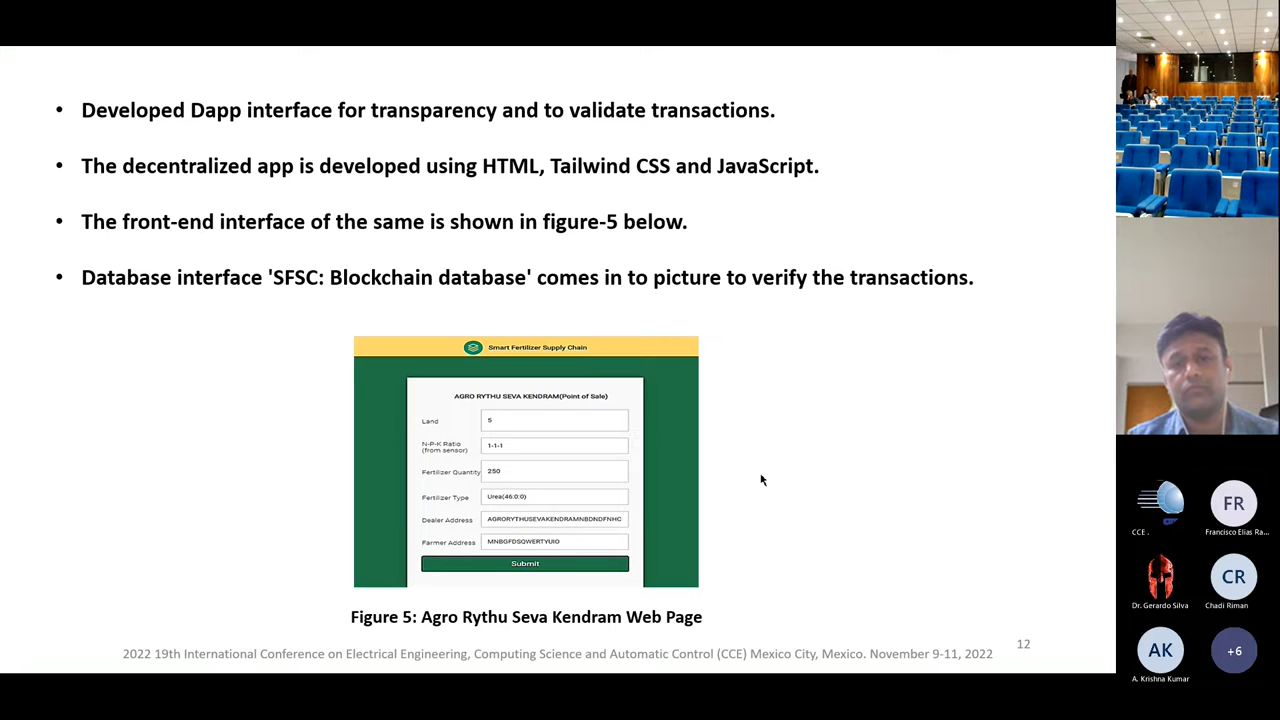 • Developed Dapp interface for transparency and to validate transactions.
• The decentralized app is developed using HTML, Tailwind CSS and JavaScript.
• The front-end interface of the same is shown in figure-5 below.
• Database interface 'SFSC: Blockchain database' comes in to picture to verify the transactions.
Smart Fertilizer Supply Chain
AGRO RYTHU SEVA KENDRAM(Point of Sale)
Land 5
N-P-K Ratio
(from sensor) 1-1-1
Fertilizer Quantity 250
Fertilizer Type Urea(46:0:0)
Dealer Address AGRORYTHUSEVAKENDRAMNBDNDFNHC
Farmer Address MNBGFDSQWERTYUIO
Submit
Figure 5: Agro Rythu Seva Kendram Web Page
2022 19th International Conference on Electrical Engineering, Computing Science and Automatic Control (CCE) Mexico City, Mexico. November 9-11, 2022
12
FR
CCE .
Francisco Elias Ra...
CR
Dr. Gerardo Silva
Chadi Riman
AK
+6
A. Krishna Kumar